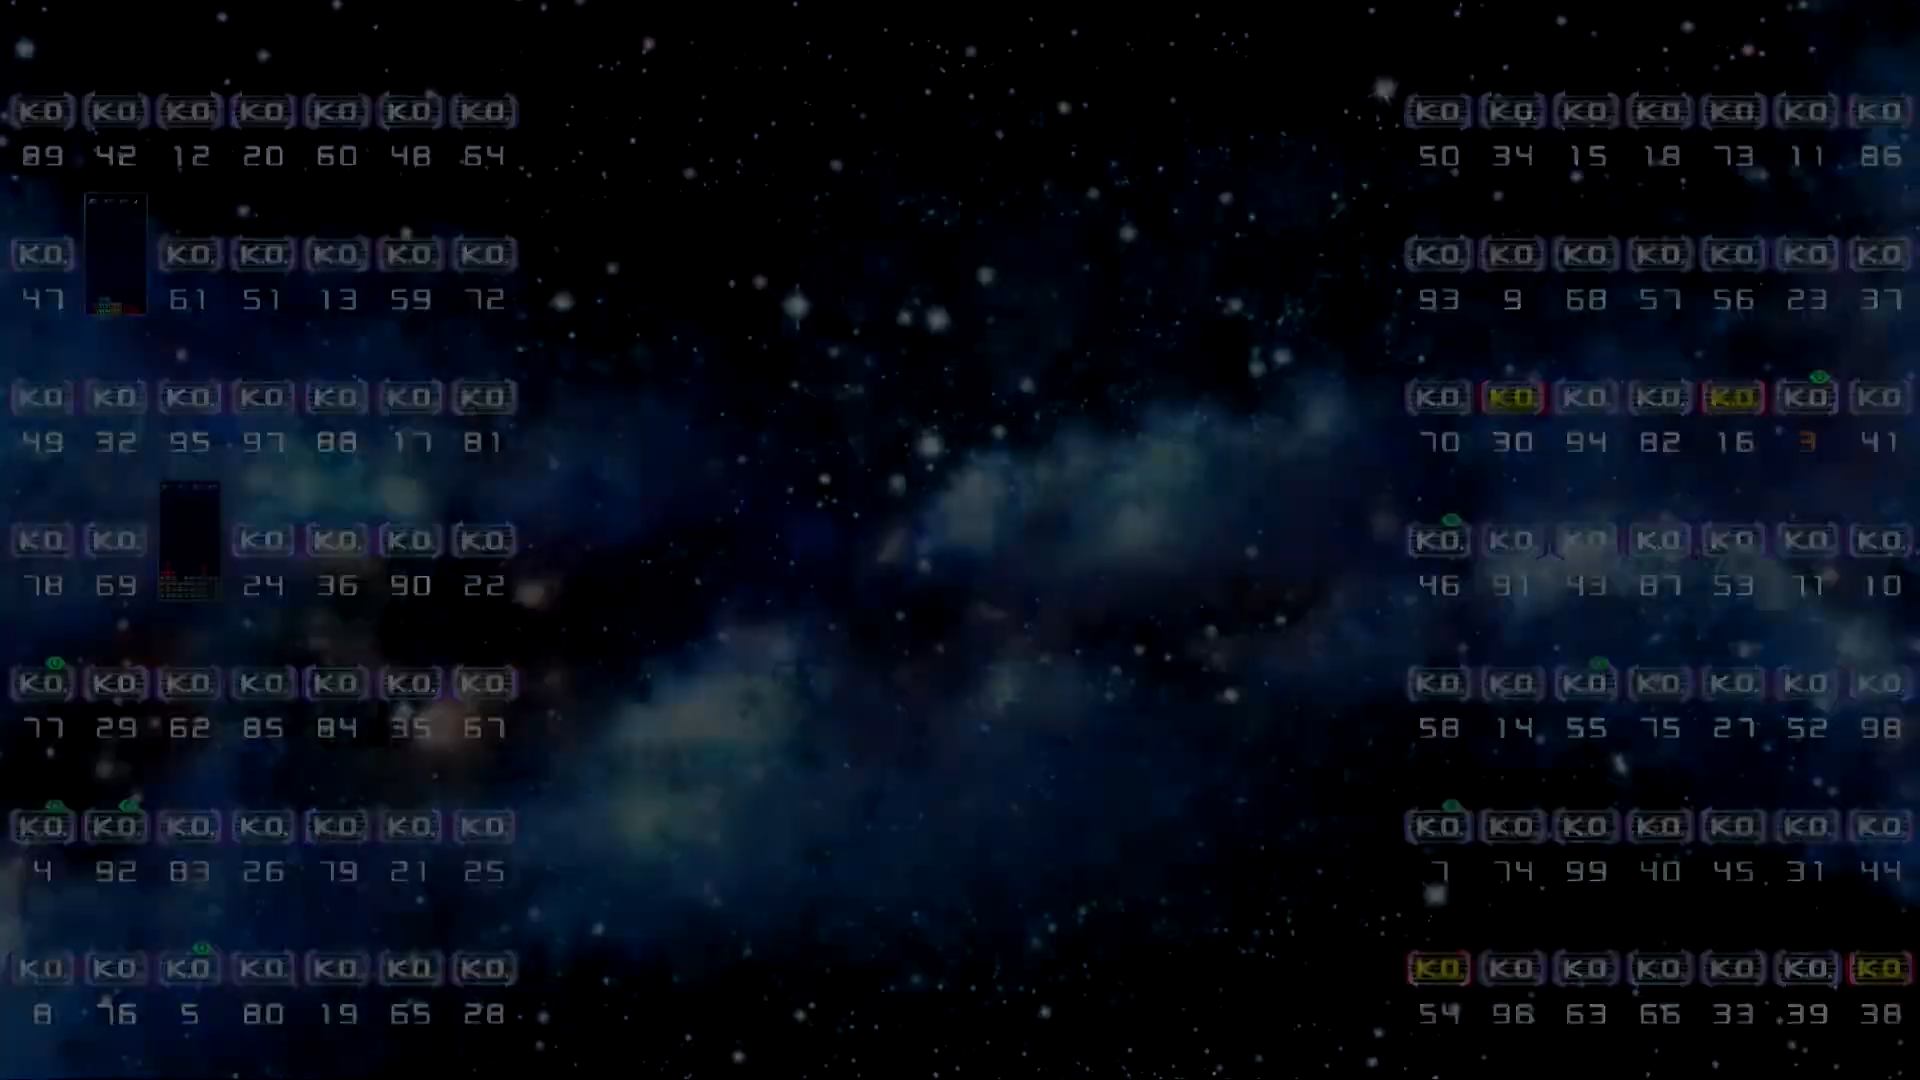 K.O. K.O. K.O. K.O. K.O. K.O. K.O. K.O. K.O. K.O. K.O. K.O. K.O. K.O.
89 42 12 20 60 48 64 50 34 15 18 73 11 86
K.O. K.O. K.O. K.O. K.O. K.O. K.O. K.O. K.O. K.O. K.O. K.O. K.O.
47 61 51 13 59 72 93 9 68 57 56 23 37
K.O. K.O. K.O. K.O. K.O. K.O. K.O. K.O. K.O. K.O. K.O. K.O. K.O. K.O.
49 32 95 97 88 17 81 70 30 94 82 16 3 41
K.O. K.O. K.O. K.O. K.O. K.O. K.O. K.O. K.O. K.O. K.O. K.O. K.O.
78 69 24 36 90 22 46 91 43 87 53 71 10
K.O. K.O. K.O. K.O. K.O. K.O. K.O. K.O. K.O. K.O. K.O. K.O. K.O. K.O.
77 29 62 85 84 35 67 58 14 55 75 27 52 98
K.O. K.O. K.O. K.O. K.O. K.O. K.O. K.O. K.O. K.O. K.O. K.O. K.O. K.O.
4 92 83 26 79 21 25 7 74 99 40 45 31 44
K.O. K.O. K.O. K.O. K.O. K.O. K.O. K.O. K.O. K.O. K.O. K.O. K.O. K.O.
8 76 5 80 19 65 28 54 96 63 66 33 39 38